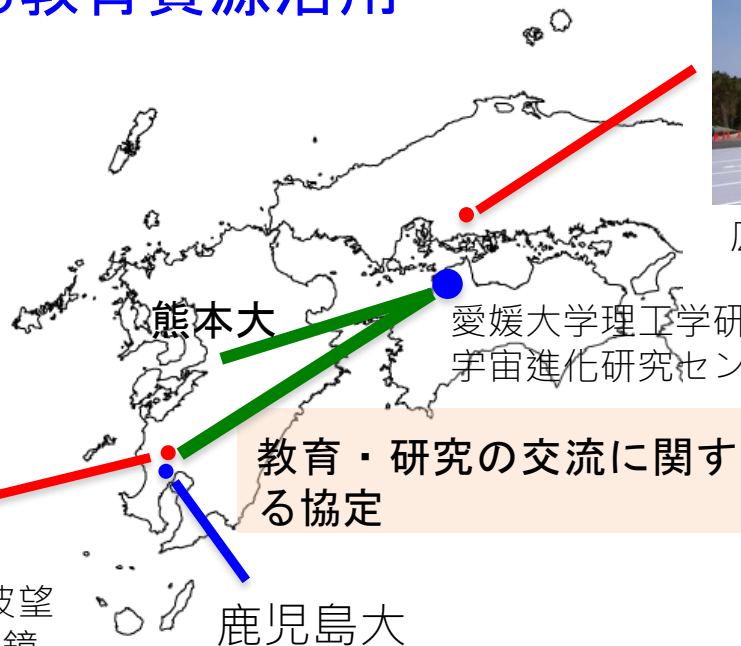 教育資源活用
熊本大
愛媛大学理工学研
宇宙進化研究セン
教育・研究の交流に関す
る協定
波望
鏡
鹿児島大